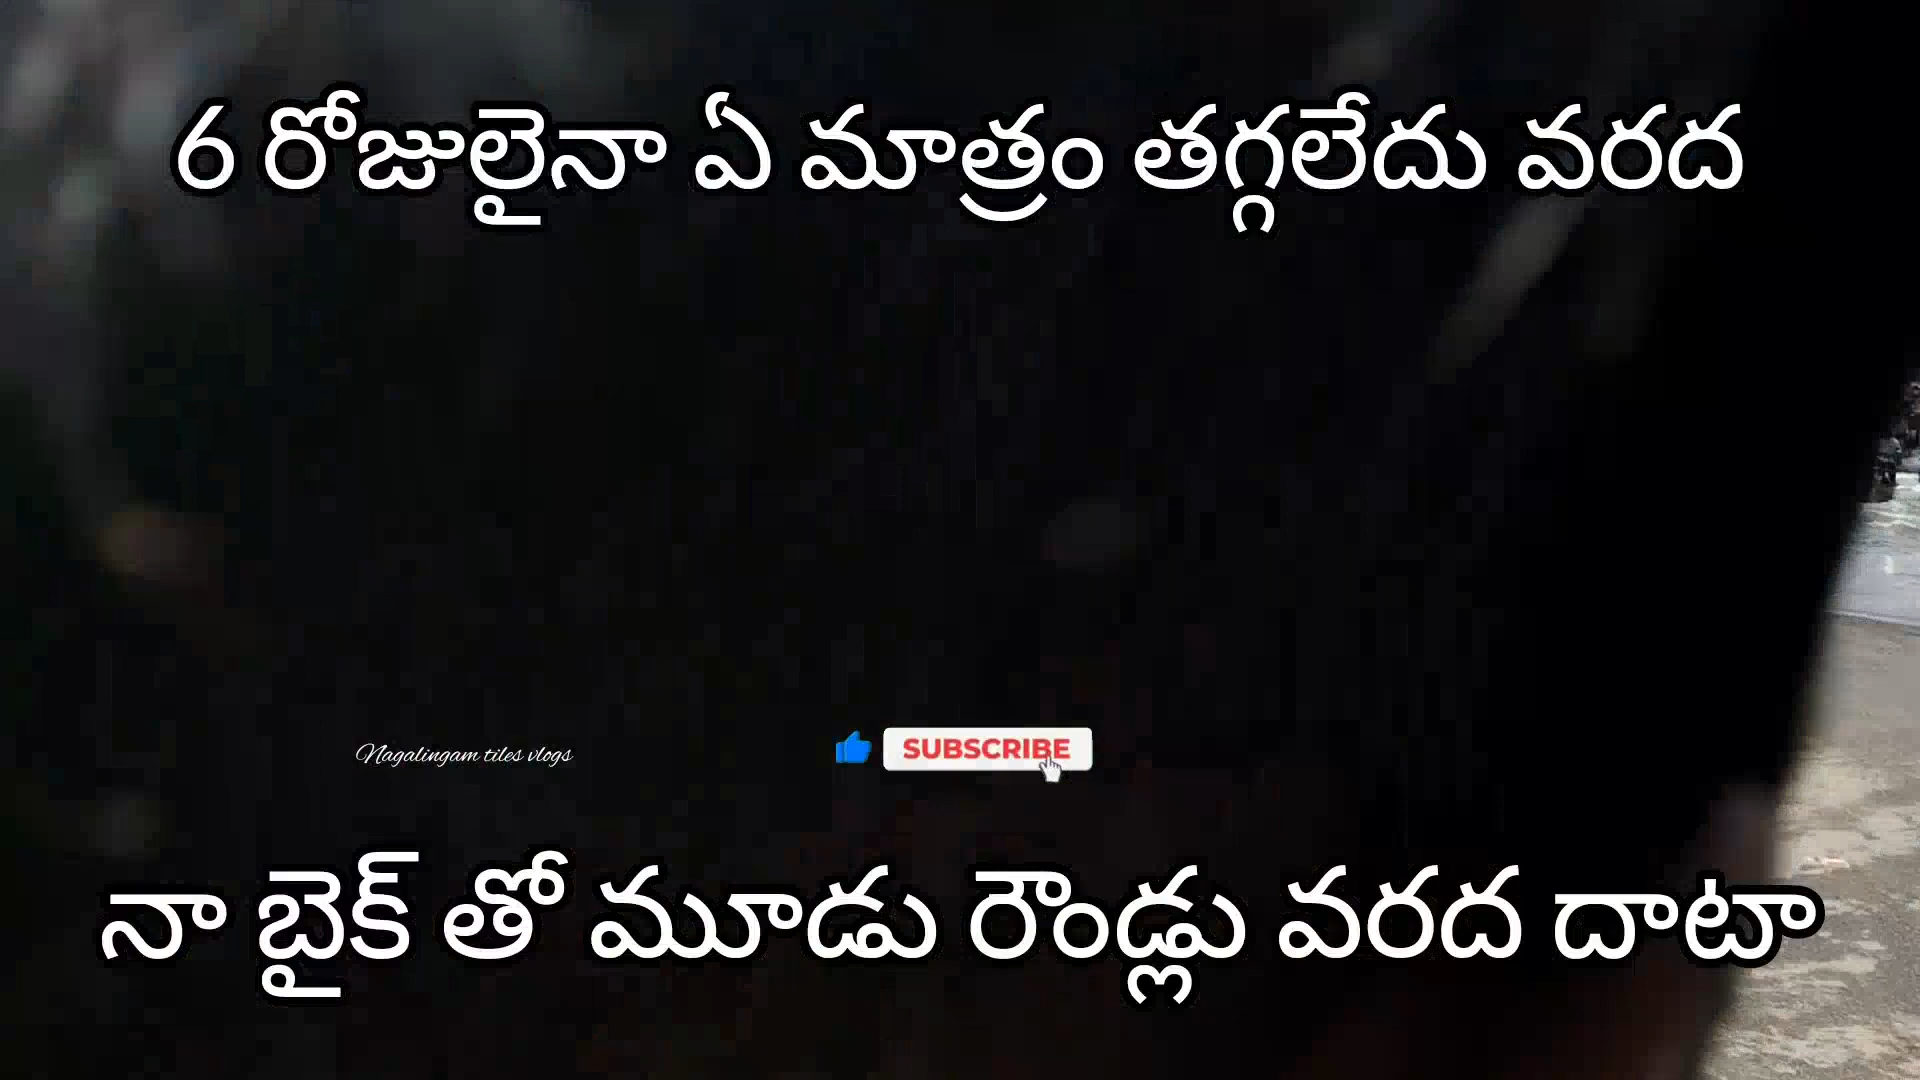 6 రోజులైనా ఏ మాత్రం తగ్గలేదు వరద
Nagalingam tiles vlogs
SUBSCRIBE
నా బైక్ తో మూడు రౌండ్లు వరద దాటా